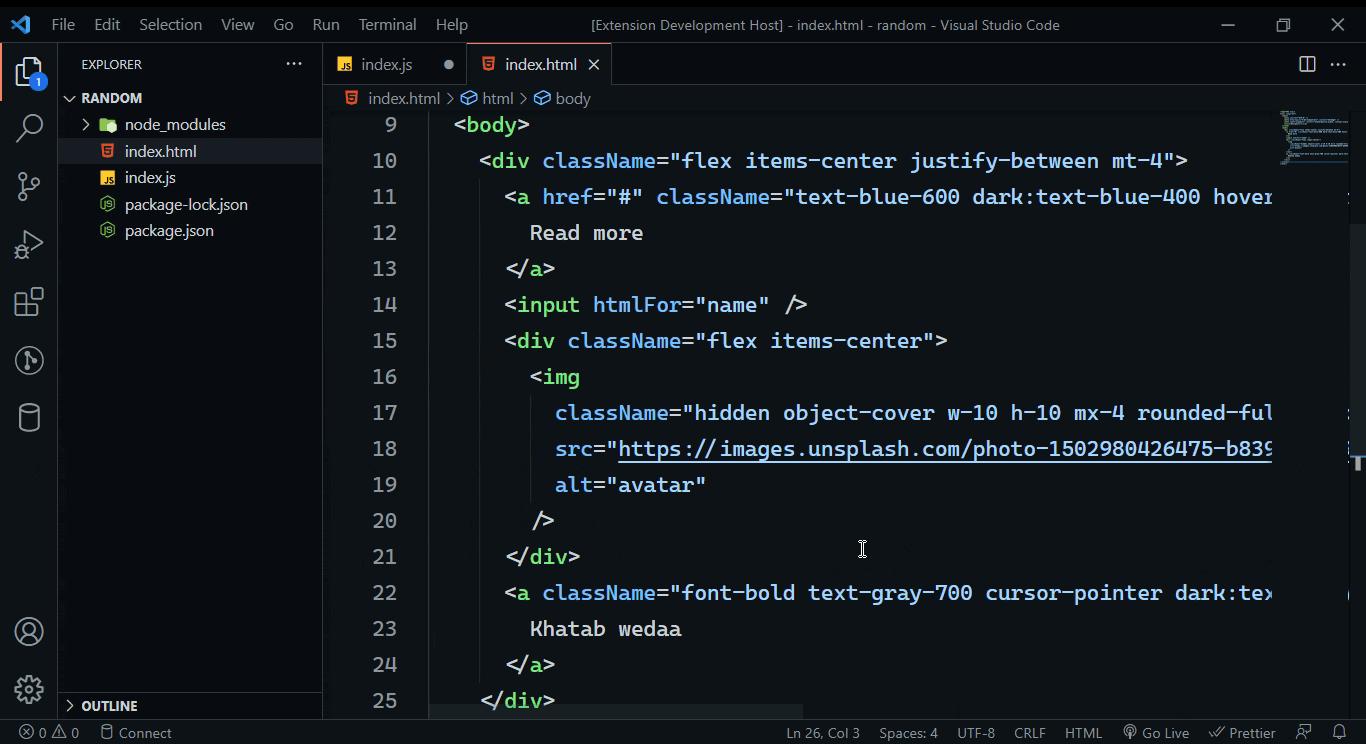 File Edit Selection View Go Run Terminal Help [Extension Development Host] - index.html - random - Visual Studio Code
EXPLORER
1
RANDOM
node_modules
index.html
index.js
package-lock.json
package.json
OUTLINE
index.js index.html
index.html > html > body
9 <body>
10 <div className="flex items-center justify-between mt-4">
11 <a href="#" className="text-blue-600 dark:text-blue-400 hover
12 Read more
13 </a>
14 <input htmlFor="name" />
15 <div className="flex items-center">
16 <img
17 className="hidden object-cover w-10 h-10 mx-4 rounded-ful
18 src="https://images.unsplash.com/photo-1502980426475-b839
19 alt="avatar"
20 />
21 </div>
22 <a className="font-bold text-gray-700 cursor-pointer dark:tex
23 Khatab wedaa
24 </a>
25 </div>
0 0 Connect Ln 26, Col 3 Spaces: 4 UTF-8 CRLF HTML Go Live Prettier